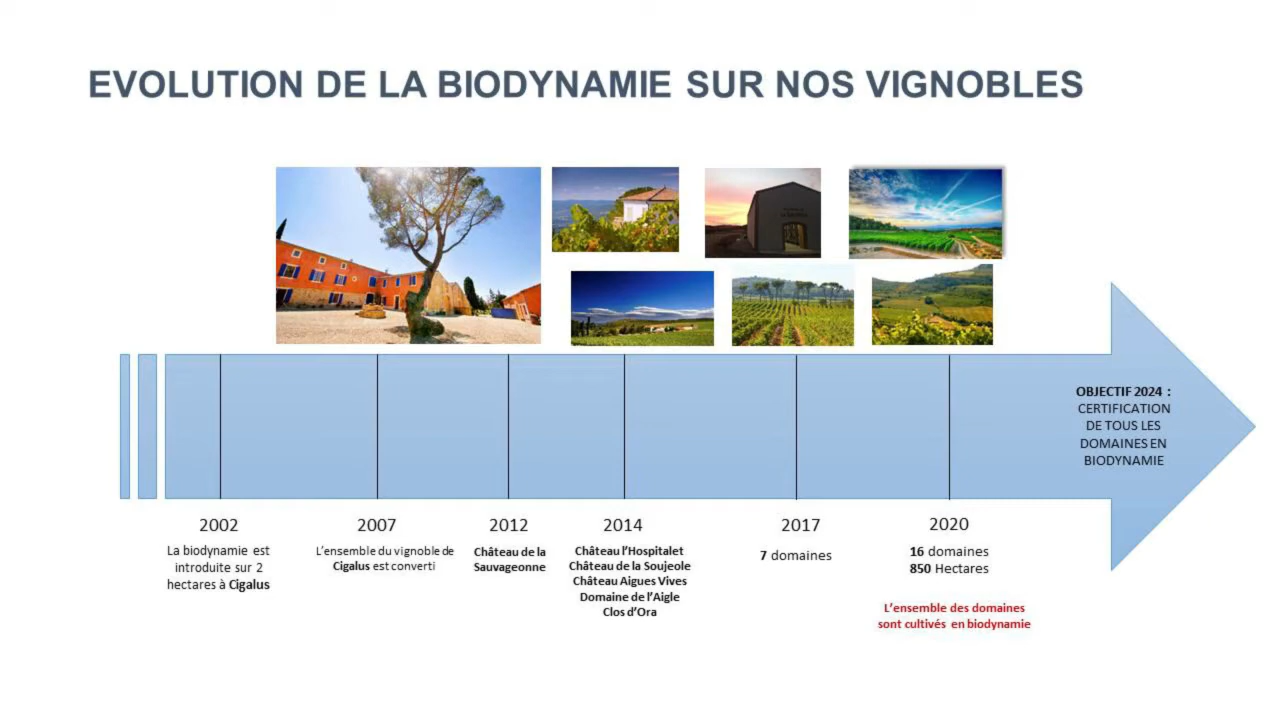 EVOLUTION DE LA BIODYNAMIE SUR NOS VIGNOBLES
OBJECTIF 2024 :
CERTIFICATION
DE TOUS LES
DOMAINES EN
BIODYNAMIE
2002
La biodynamie est
introduite sur 2
hectares à Cigalus
2007
L'ensemble du vignoble de
Cigalus est converti
2012
Château de la
Sauvageonne
2014
Château l'Hospitalet
Château de la Soujeole
Château Aigues Vives
Domaine de l'Aigle
Clos d'Ora
2017
7 domaines
2020
16 domaines
850 Hectares
L'ensemble des domaines
sont cultivés en biodynamie